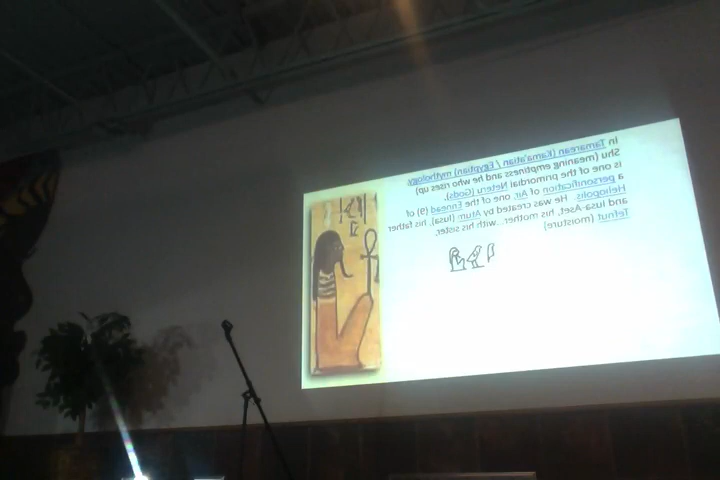 In Tamarean (Kama'atian / Egyptian) mythology,
Shu (meaning emptiness and he who rises up)
is one of the primordial Neteru (Gods),
a personification of Air, one of the Ennead (9) of
Heliopolis. He was created by Atum (Iusa), his father
and Iusa-Aset, his mother...with his sister,
Tefnut (moisture)